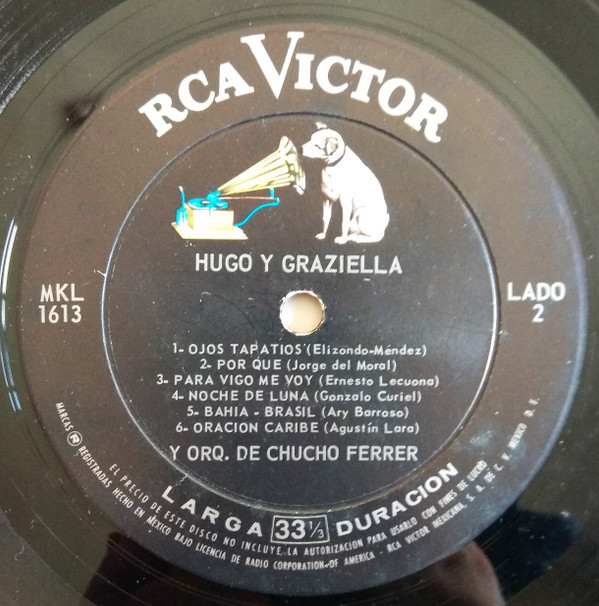 RCA VICTOR
HUGO Y GRAZIELLA
MKL
1613
LADO
2
1- OJOS TAPATIOS (Elizondo-Méndez)
2- POR QUE (Jorge del Moral)
3- PARA VIGO ME VOY (Ernesto Lecuona)
4- NOCHE DE LUNA (Gonzalo Curiel)
5- BAHIA - BRASIL (Ary Barroso)
6- ORACION CARIBE (Agustín Lara)
Y ORQ. DE CHUCHO FERRER
LARGA 33 1/3 DURACION
EL PRECIO DE ESTE DISCO NO INCLUYE LA AUTORIZACION PARA USARLO CON FINES DE LUCRO
MARCAS ® REGISTRADAS HECHO EN MEXICO BAJO LICENCIA DE RADIO CORPORATION OF AMERICA - RCA VICTOR MEXICANA, S. A. DE C. V. MEXICO D. F.